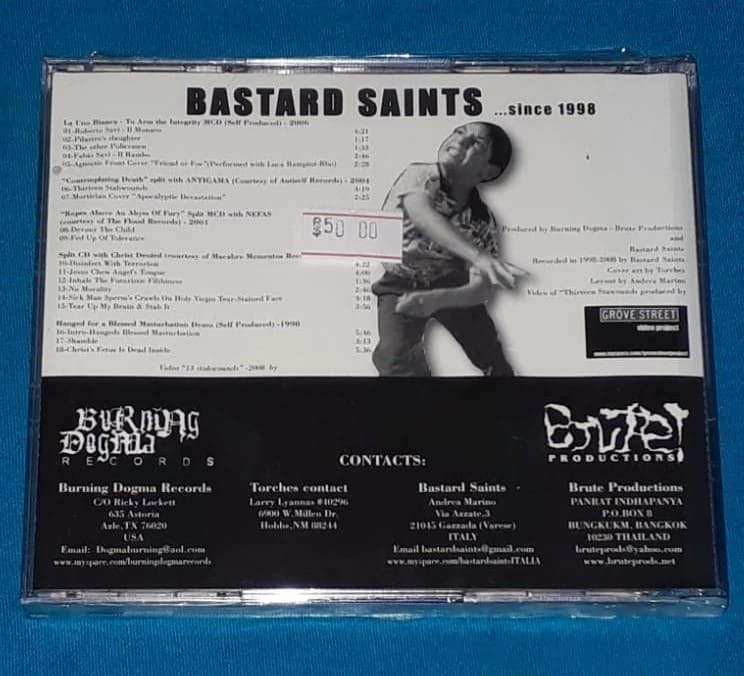 BASTARD SAINTS ...since 1998
La Uno Bianca - To Arm the Integrity MCD (Self Produced) - 2006
01-Roberto Savi - Il Monaco 4:21
02-Pilastro's slaughter 1:17
03-The other Policemen 1:33
04-Fabio Savi - Il Rambo 2:46
05-Agnostic Front Cover "Friend or Foe"(Performed with Luca Rampini-Rho) 2:28
"Contemplating Death" split with ANTIGAMA (Courtesy of Antiself Records) - 2004
06-Thirteen Stabwounds 4:19
07-Mortician Cover "Apocalyptic Devastation" 2:25
"Ropes Above An Abyss Of Fury" Split MCD with NEFAS
(courtesy of The Flood Records) - 2001
08-Devour The Child
09-Fed Up Of Tolerance
$50 00
Split CD with Christ Denied (courtesy of Macabre Mementos Rec
10-Disinfect With Terrorism 4:22
11-Jesus Chew Angel's Tongue 4:00
12-Inhale The Futuristic Filthiness 1:36
13-No Morality
14-Sick Man Sperm's Crawls On Holy Virgin Tear-Stained Face 4:18
15-Tear Up My Brain & Stab It 3:56
Hanged for a Blessed Masturbation Demo (Self Produced) -1998
16-Intro-Hangeds Blessed Masturbation 5:46
17-Shamble 3:13
18-Christ's Fetus Is Dead Inside 5:36
Video "13 stabwounds" -2008 by
Produced by Burning Dogma - Brute Productions
and
Bastard Saints
Recorded in 1998-2008 by Bastard Saints
Cover art by Torches
Layout by Andrea Marino
Video of "Thirteen Stawounds produced by
GROVE STREET
video project
BURNING
DOGMA
RECORDS
BRUTE!
PRODUCTIONS
CONTACTS:
Burning Dogma Records
C/O Ricky Lockett
635 Astoria
Azle,TX 76020
USA
Email: Dogmaburning@aol.com
www.myspace.com/burningdogmarecords
Torches contact
Larry Lyannas #40296
6900 W.Millen Dr.
Hobbs,NM 88244
Bastard Saints
Andrea Marino
Via Azzate,3
21045 Gazzada (Varese)
ITALY
Email bastardsaints@gmail.com
www.myspace.com/bastardsaintsITALIA
Brute Productions
PANRAT INDHAPANYA
P.O.BOX 8
BUNGKUKM, BANGKOK
10230 THAILAND
bruteprods@yahoo.com
www.bruteprods.net